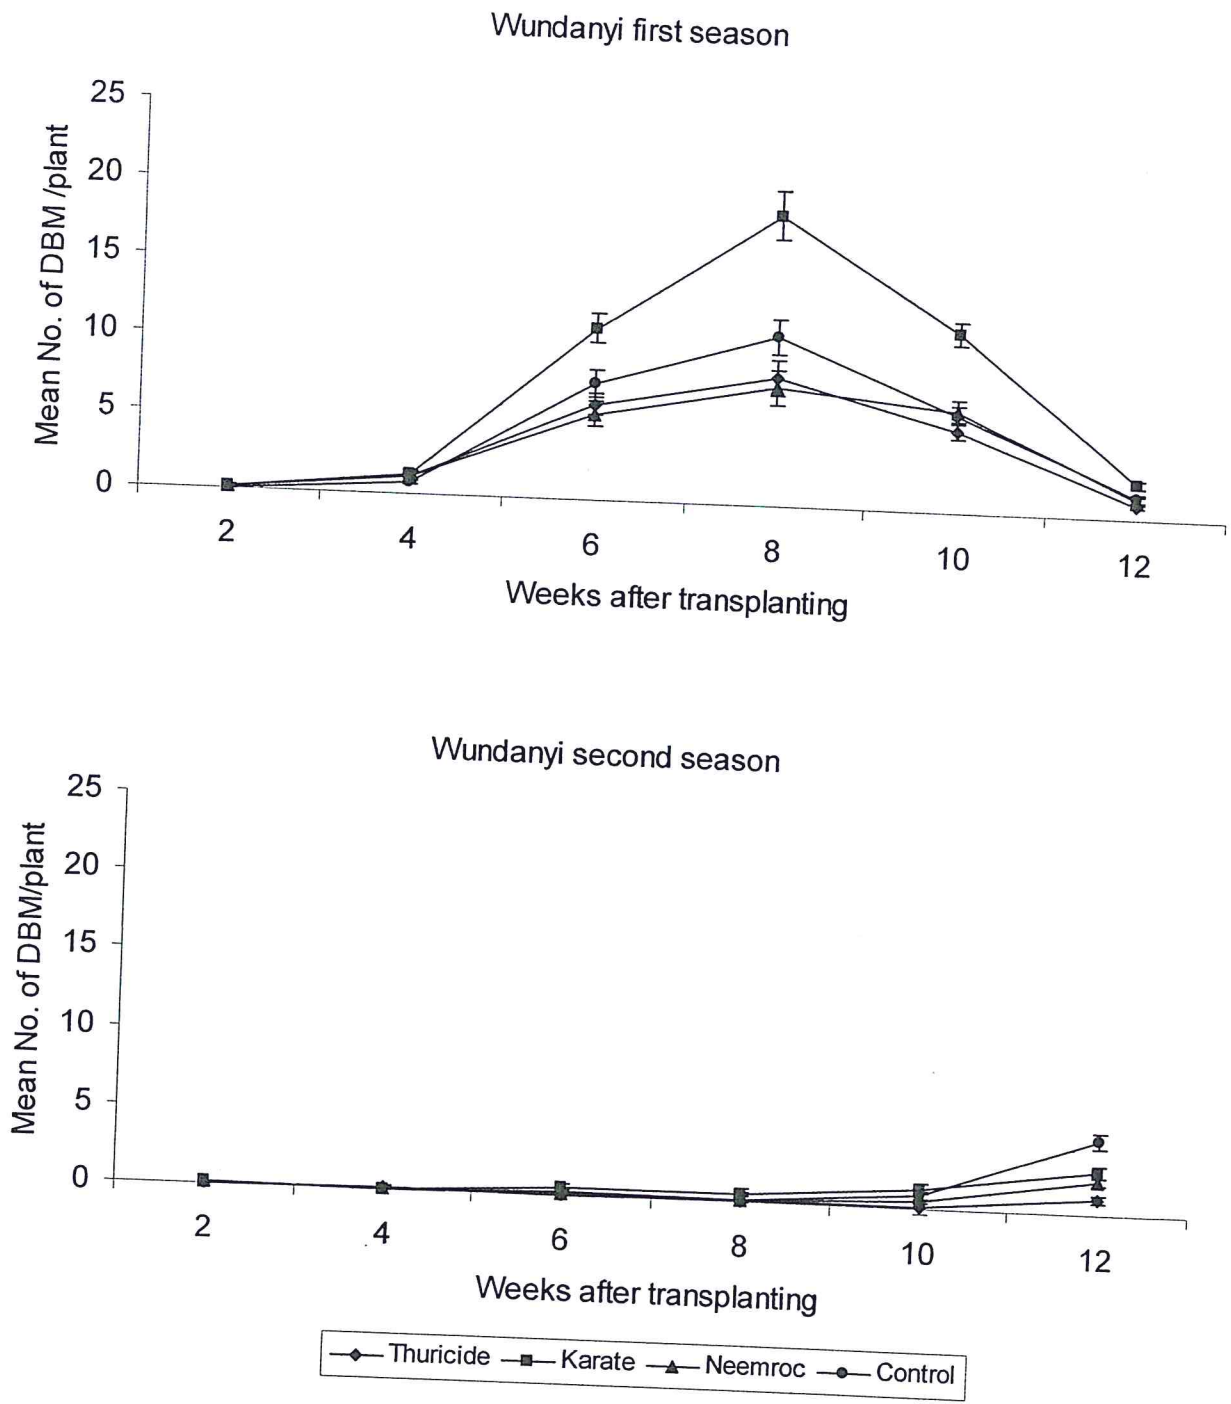 Wundanyi first season
25
20
15
10
5
0
Mean No. of DBM /plant
2 4 6 8 10 12
Weeks after transplanting
Wundanyi second season
25
20
15
10
5
0
Mean No. of DBM/plant
2 4 6 8 10 12
Weeks after transplanting
Thuricide Karate Neemroc Control